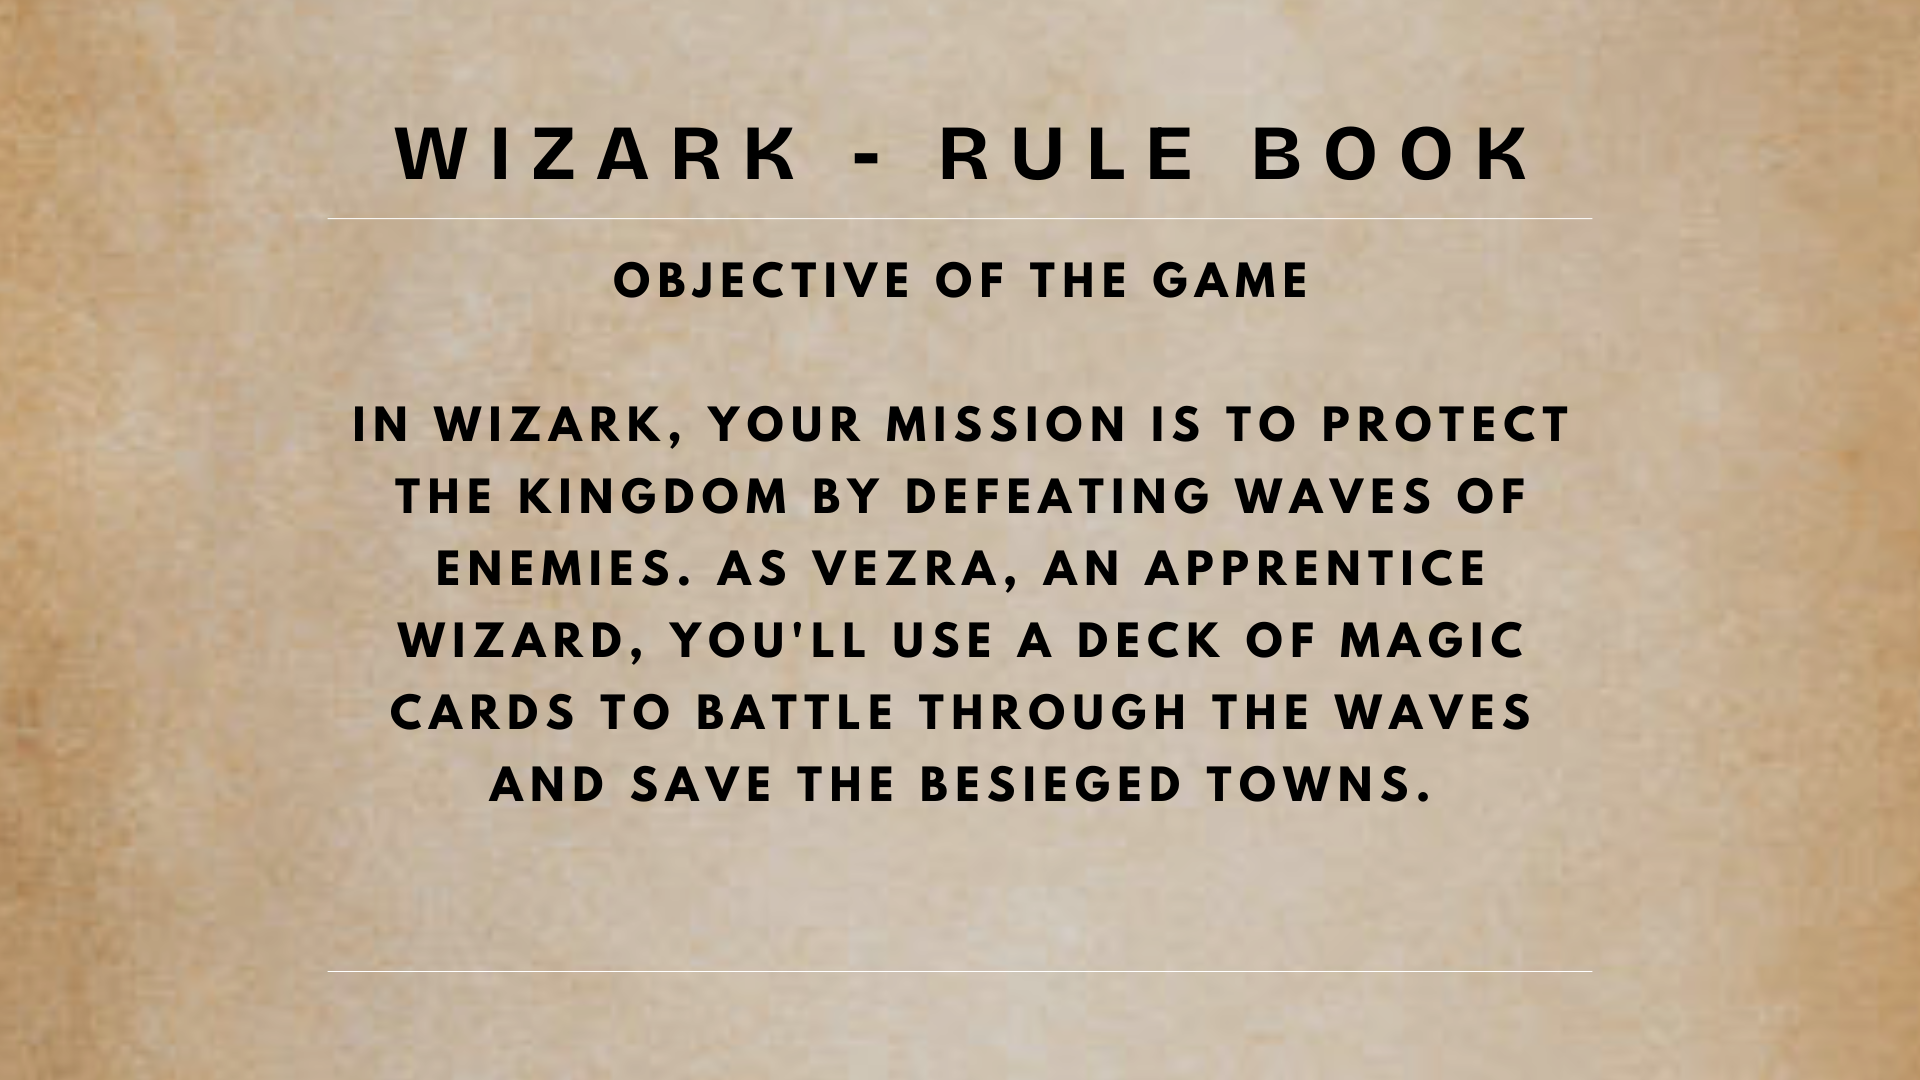 WIZARK - RULE BOOK
OBJECTIVE OF THE GAME
IN WIZARK, YOUR MISSION IS TO PROTECT
THE KINGDOM BY DEFEATING WAVES OF
ENEMIES. AS VEZRA, AN APPRENTICE
WIZARD, YOU'LL USE A DECK OF MAGIC
CARDS TO BATTLE THROUGH THE WAVES
AND SAVE THE BESIEGED TOWNS.